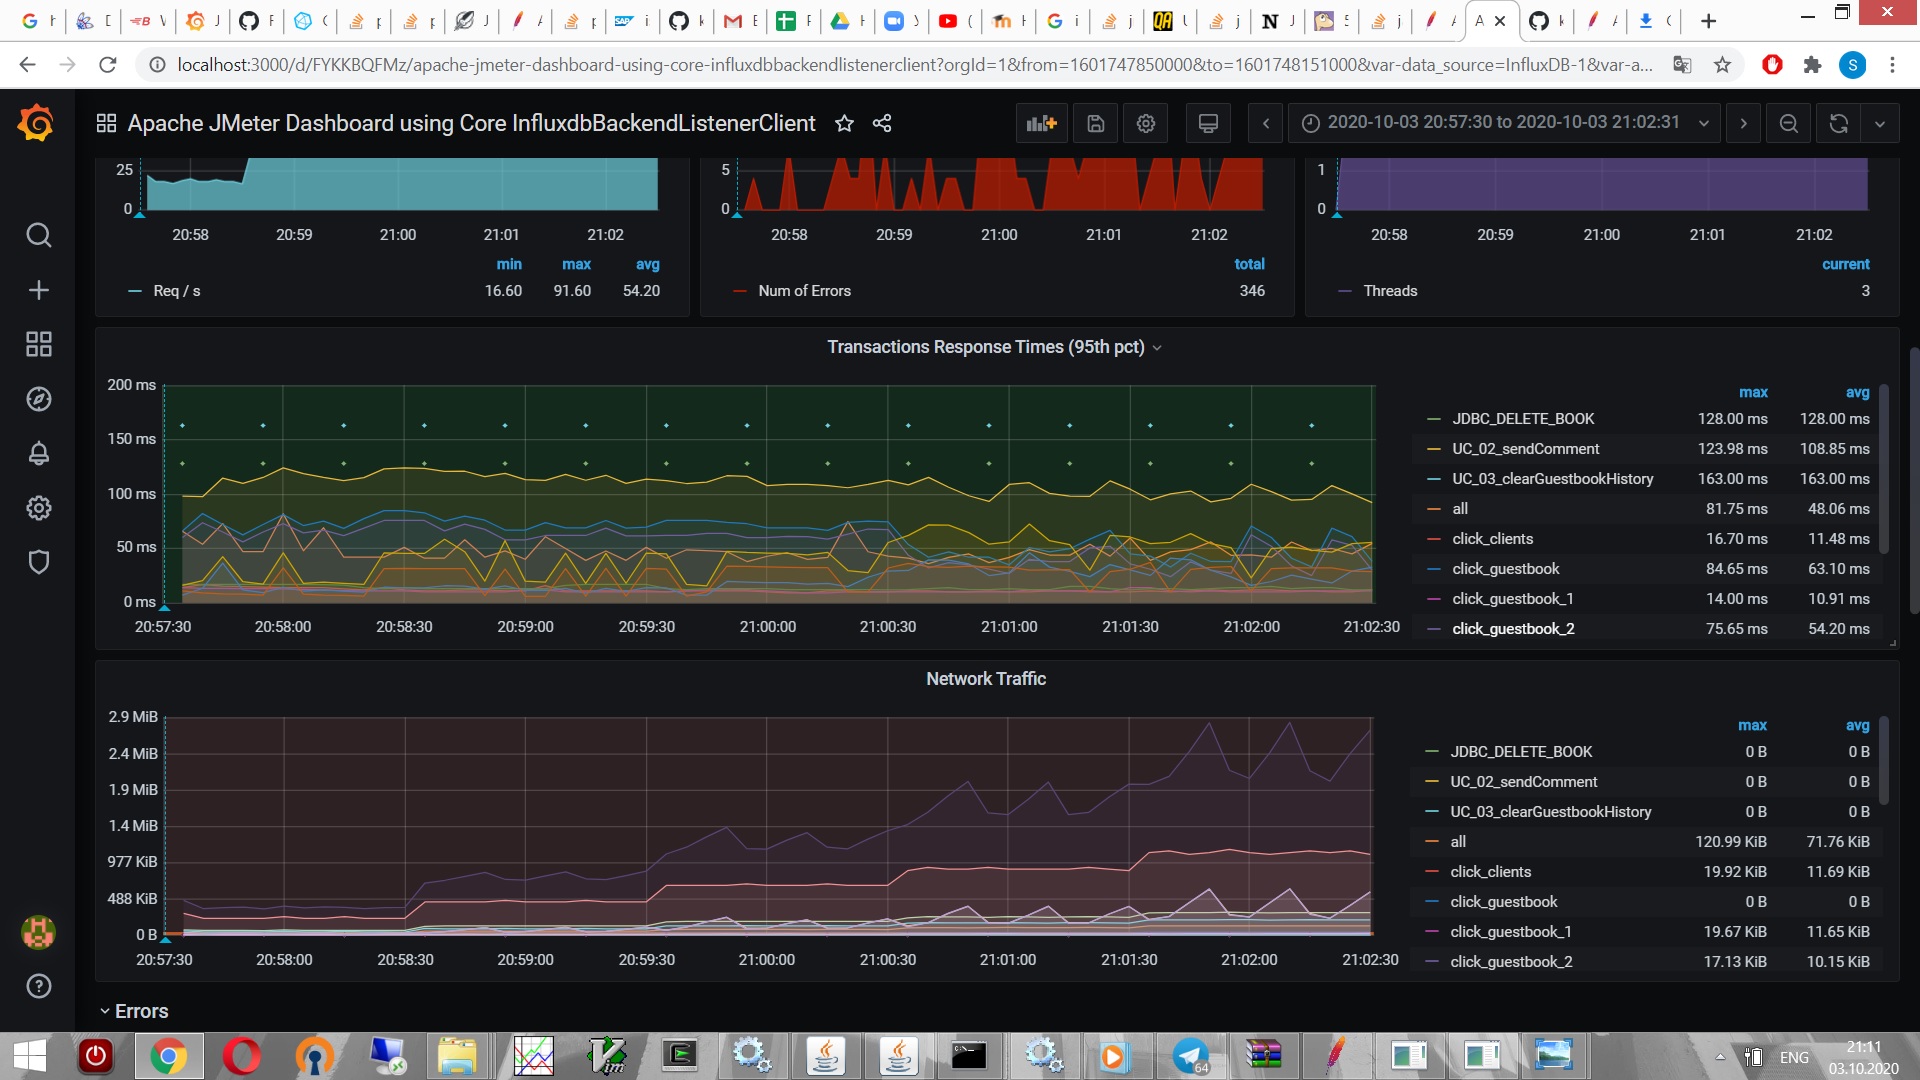 localhost:3000/d/FYKKBQFMz/apache-jmeter-dashboard-using-core-influxdbbackendlistenerclient?orgId=1&from=1601747850000&to=1601748151000&var-data_source=InfluxDB-1&var-a...
S
Apache JMeter Dashboard using Core InfluxdbBackendListenerClient
2020-10-03 20:57:30 to 2020-10-03 21:02:31
25
0
20:58 20:59 21:00 21:01 21:02
min max avg
Req / s 16.60 91.60 54.20
5
0
20:58 20:59 21:00 21:01 21:02
total
Num of Errors 346
1
0
20:58 20:59 21:00 21:01 21:02
current
Threads 3
Transactions Response Times (95th pct)
200 ms
150 ms
100 ms
50 ms
0 ms
20:57:30 20:58:00 20:58:30 20:59:00 20:59:30 21:00:00 21:00:30 21:01:00 21:01:30 21:02:00 21:02:30
max avg
JDBC_DELETE_BOOK 128.00 ms 128.00 ms
UC_02_sendComment 123.98 ms 108.85 ms
UC_03_clearGuestbookHistory 163.00 ms 163.00 ms
all 81.75 ms 48.06 ms
click_clients 16.70 ms 11.48 ms
click_guestbook 84.65 ms 63.10 ms
click_guestbook_1 14.00 ms 10.91 ms
click_guestbook_2 75.65 ms 54.20 ms
Network Traffic
2.9 MiB
2.4 MiB
1.9 MiB
1.4 MiB
977 KiB
488 KiB
0 B
20:57:30 20:58:00 20:58:30 20:59:00 20:59:30 21:00:00 21:00:30 21:01:00 21:01:30 21:02:00 21:02:30
max avg
JDBC_DELETE_BOOK 0 B 0 B
UC_02_sendComment 0 B 0 B
UC_03_clearGuestbookHistory 0 B 0 B
all 120.99 KiB 71.76 KiB
click_clients 19.92 KiB 11.69 KiB
click_guestbook 0 B 0 B
click_guestbook_1 19.67 KiB 11.65 KiB
click_guestbook_2 17.13 KiB 10.15 KiB
Errors
64
ENG
21:11
03.10.2020